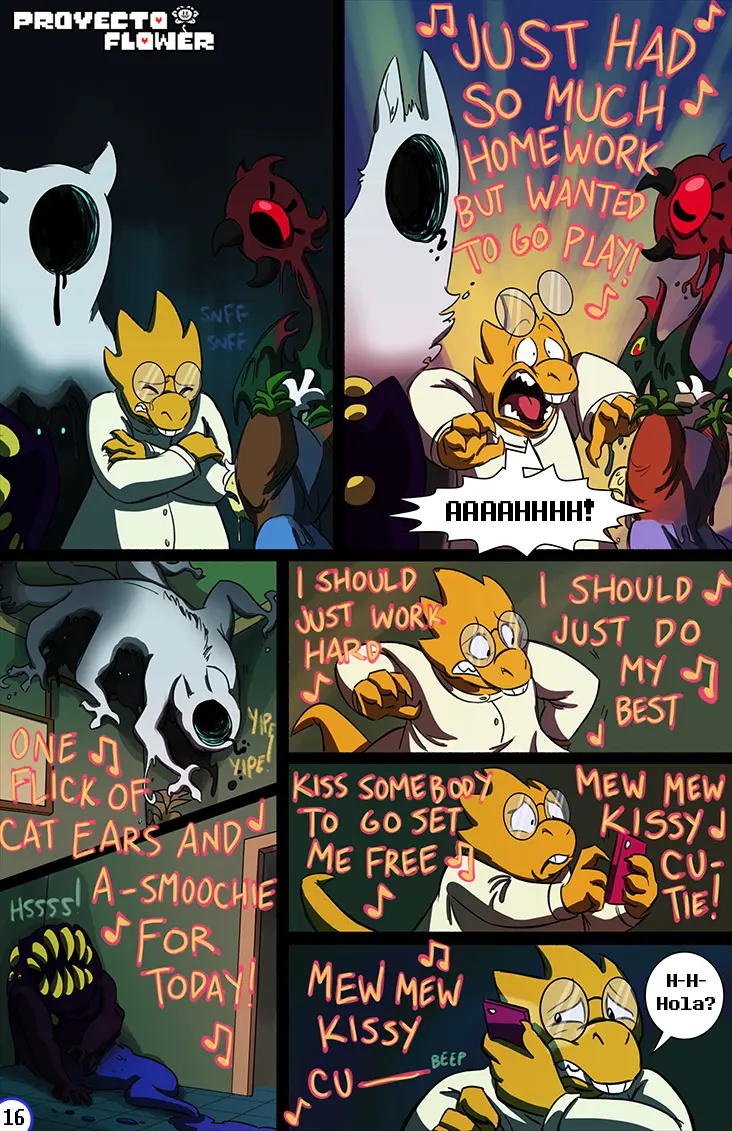 PROYECTO
FLOWER
SNFF
SNFF
JUST HAD
SO MUCH
HOMEWORK
BUT WANTED
TO GO PLAY!
AAAAHHHH!
YIPE!
YIPE!
ONE
FLICK OF
CAT EARS AND
A-SMOOCHIE
FOR
TODAY!
HSSSS!
I SHOULD
JUST WORK
HARD
I SHOULD
JUST DO
MY
BEST
KISS SOMEBODY
TO GO SET
ME FREE
MEW MEW
KISSY
CU-
TIE!
MEW MEW
KISSY
CU—
BEEP
H-H-
Hola?
16